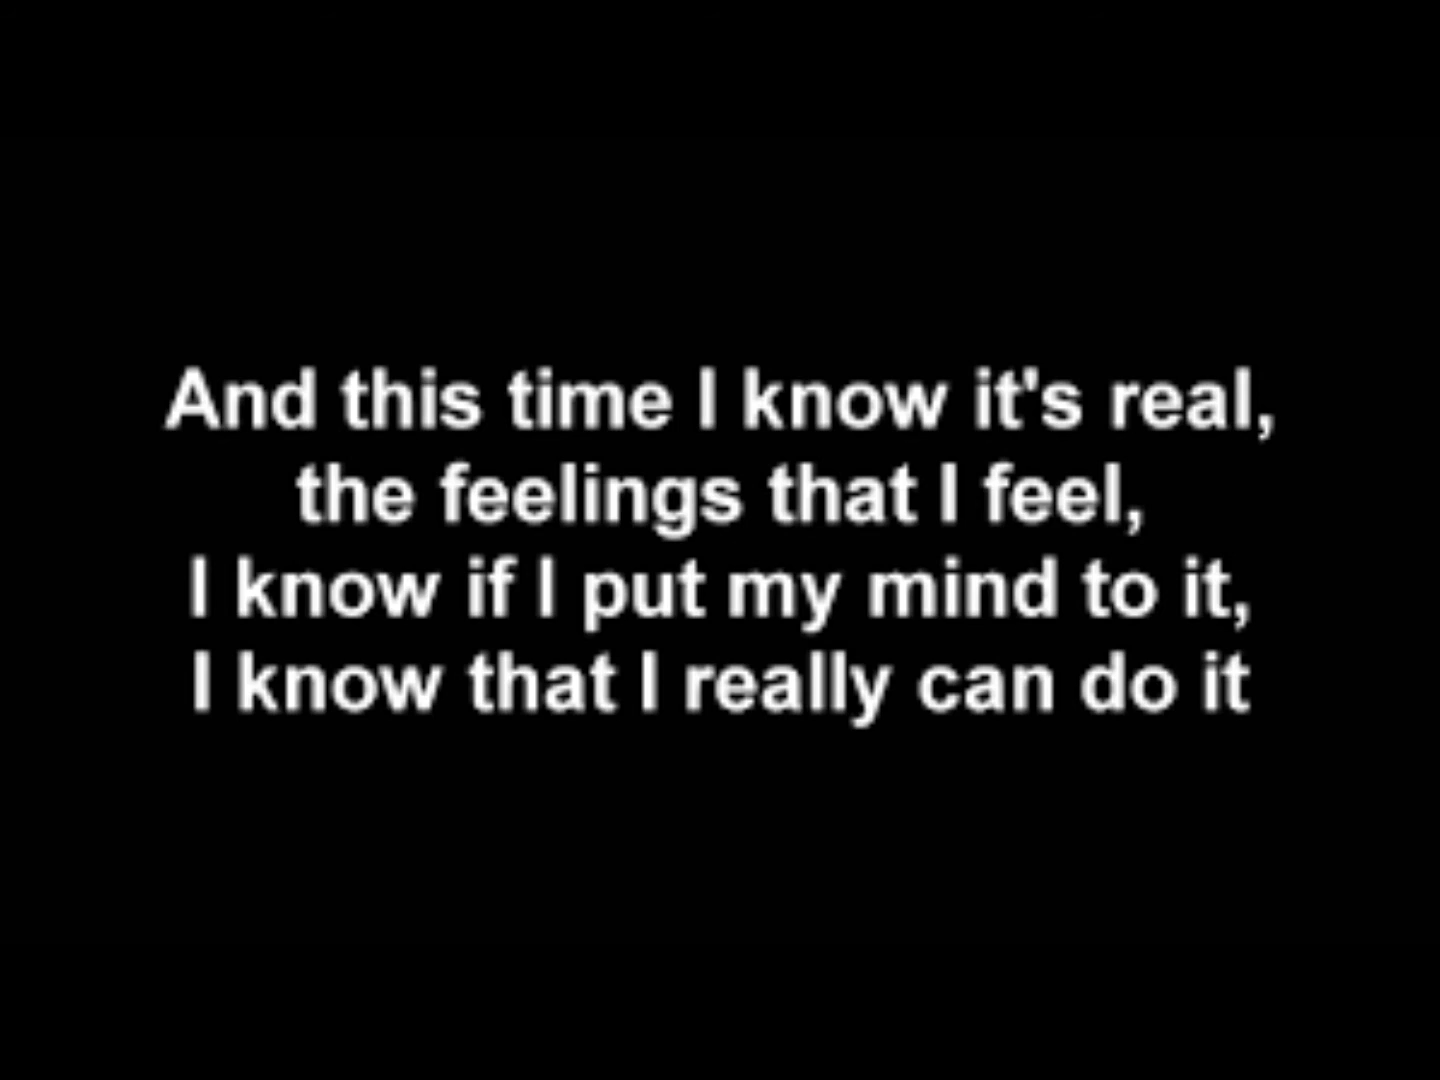 And this time I know it's real,
the feelings that I feel,
I know if I put my mind to it,
I know that I really can do it